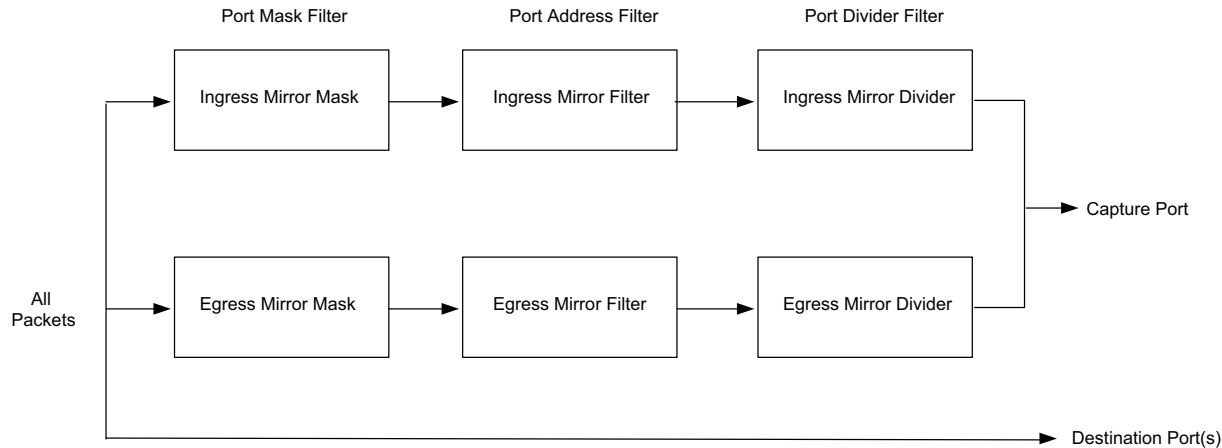 Port Mask Filter
Port Address Filter
Port Divider Filter
Ingress Mirror Mask
Ingress Mirror Filter
Ingress Mirror Divider
Capture Port
Egress Mirror Mask
Egress Mirror Filter
Egress Mirror Divider
All
Packets
Destination Port(s)